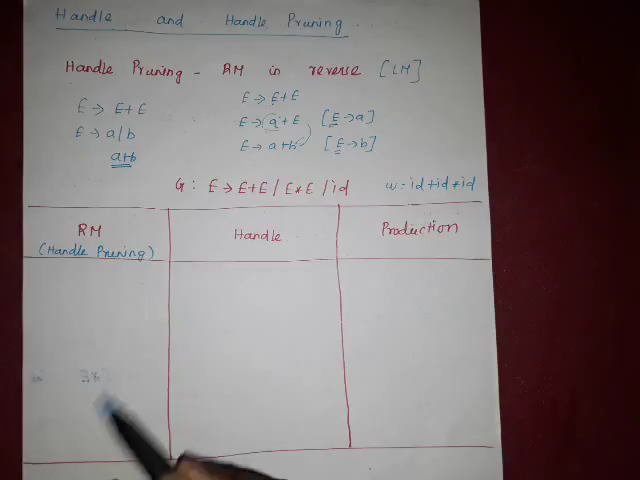 Handle and Handle Pruning
Handle Pruning - RM in reverse [LM]
E → E+E
E → a/b
a+b
E → E+E
E → a+E [E → a]
E → a+b [E → b]
G: E → E+E / E*E / id w: id+id*id
RM
(Handle Pruning)
Handle
Production